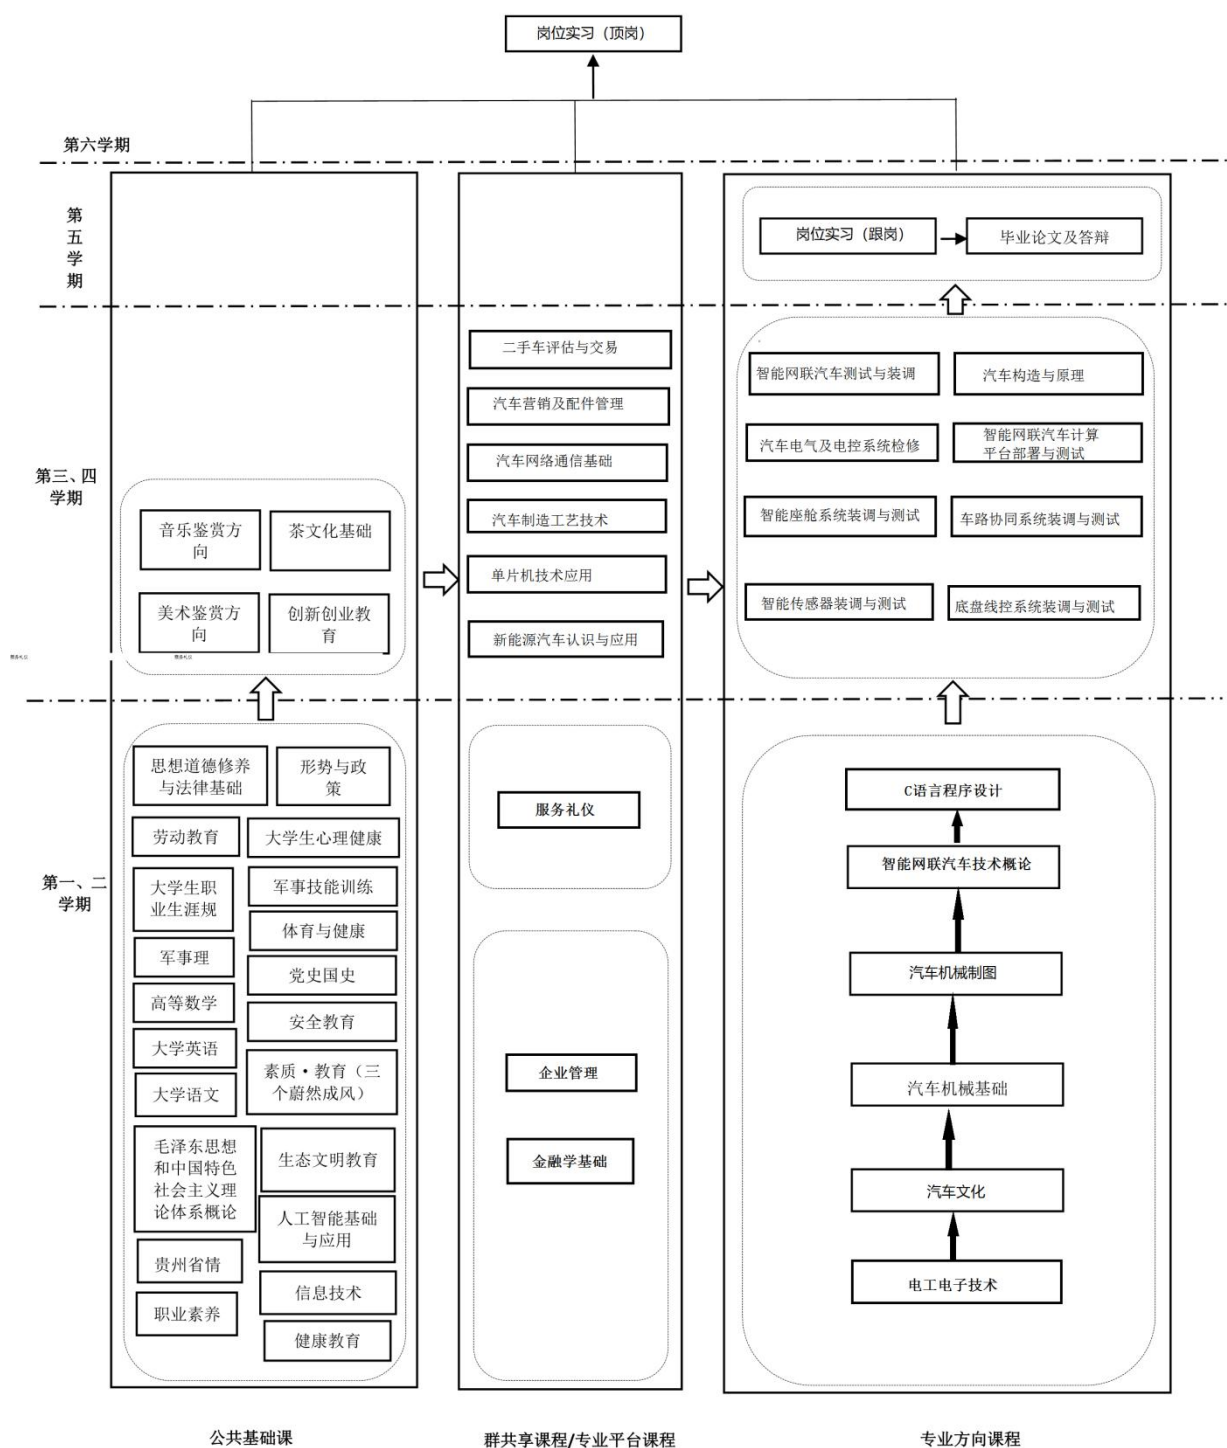 岗位实习（顶岗）
第六学期
第
五
学
期
岗位实习（跟岗）
毕业论文及答辩
第三、四
学期
音乐鉴赏方
向
茶文化基础
美术鉴赏方
向
创新创业教
育
商务礼仪
商务礼仪
二手车评估与交易
汽车营销及配件管理
汽车网络通信基础
汽车制造工艺技术
单片机技术应用
新能源汽车认识与应用
智能网联汽车测试与装调
汽车构造与原理
汽车电气及电控系统检修
智能网联汽车计算
平台部署与测试
智能座舱系统装调与测试
车路协同系统装调与测试
智能传感器装调与测试
底盘线控系统装调与测试
第一、二
学期
思想道德修养
与法律基础
形势与政
策
劳动教育
大学生心理健康
大学生职
业生涯规
军事技能训练
体育与健康
军事理
党史国史
高等数学
安全教育
大学英语
素质•教育（三
个蔚然成风）
大学语文
毛泽东思想
和中国特色
社会主义理
论体系概论
生态文明教育
人工智能基础
与应用
贵州省情
信息技术
职业素养
健康教育
服务礼仪
企业管理
金融学基础
C语言程序设计
智能网联汽车技术概论
汽车机械制图
汽车机械基础
汽车文化
电工电子技术
公共基础课
群共享课程/专业平台课程
专业方向课程